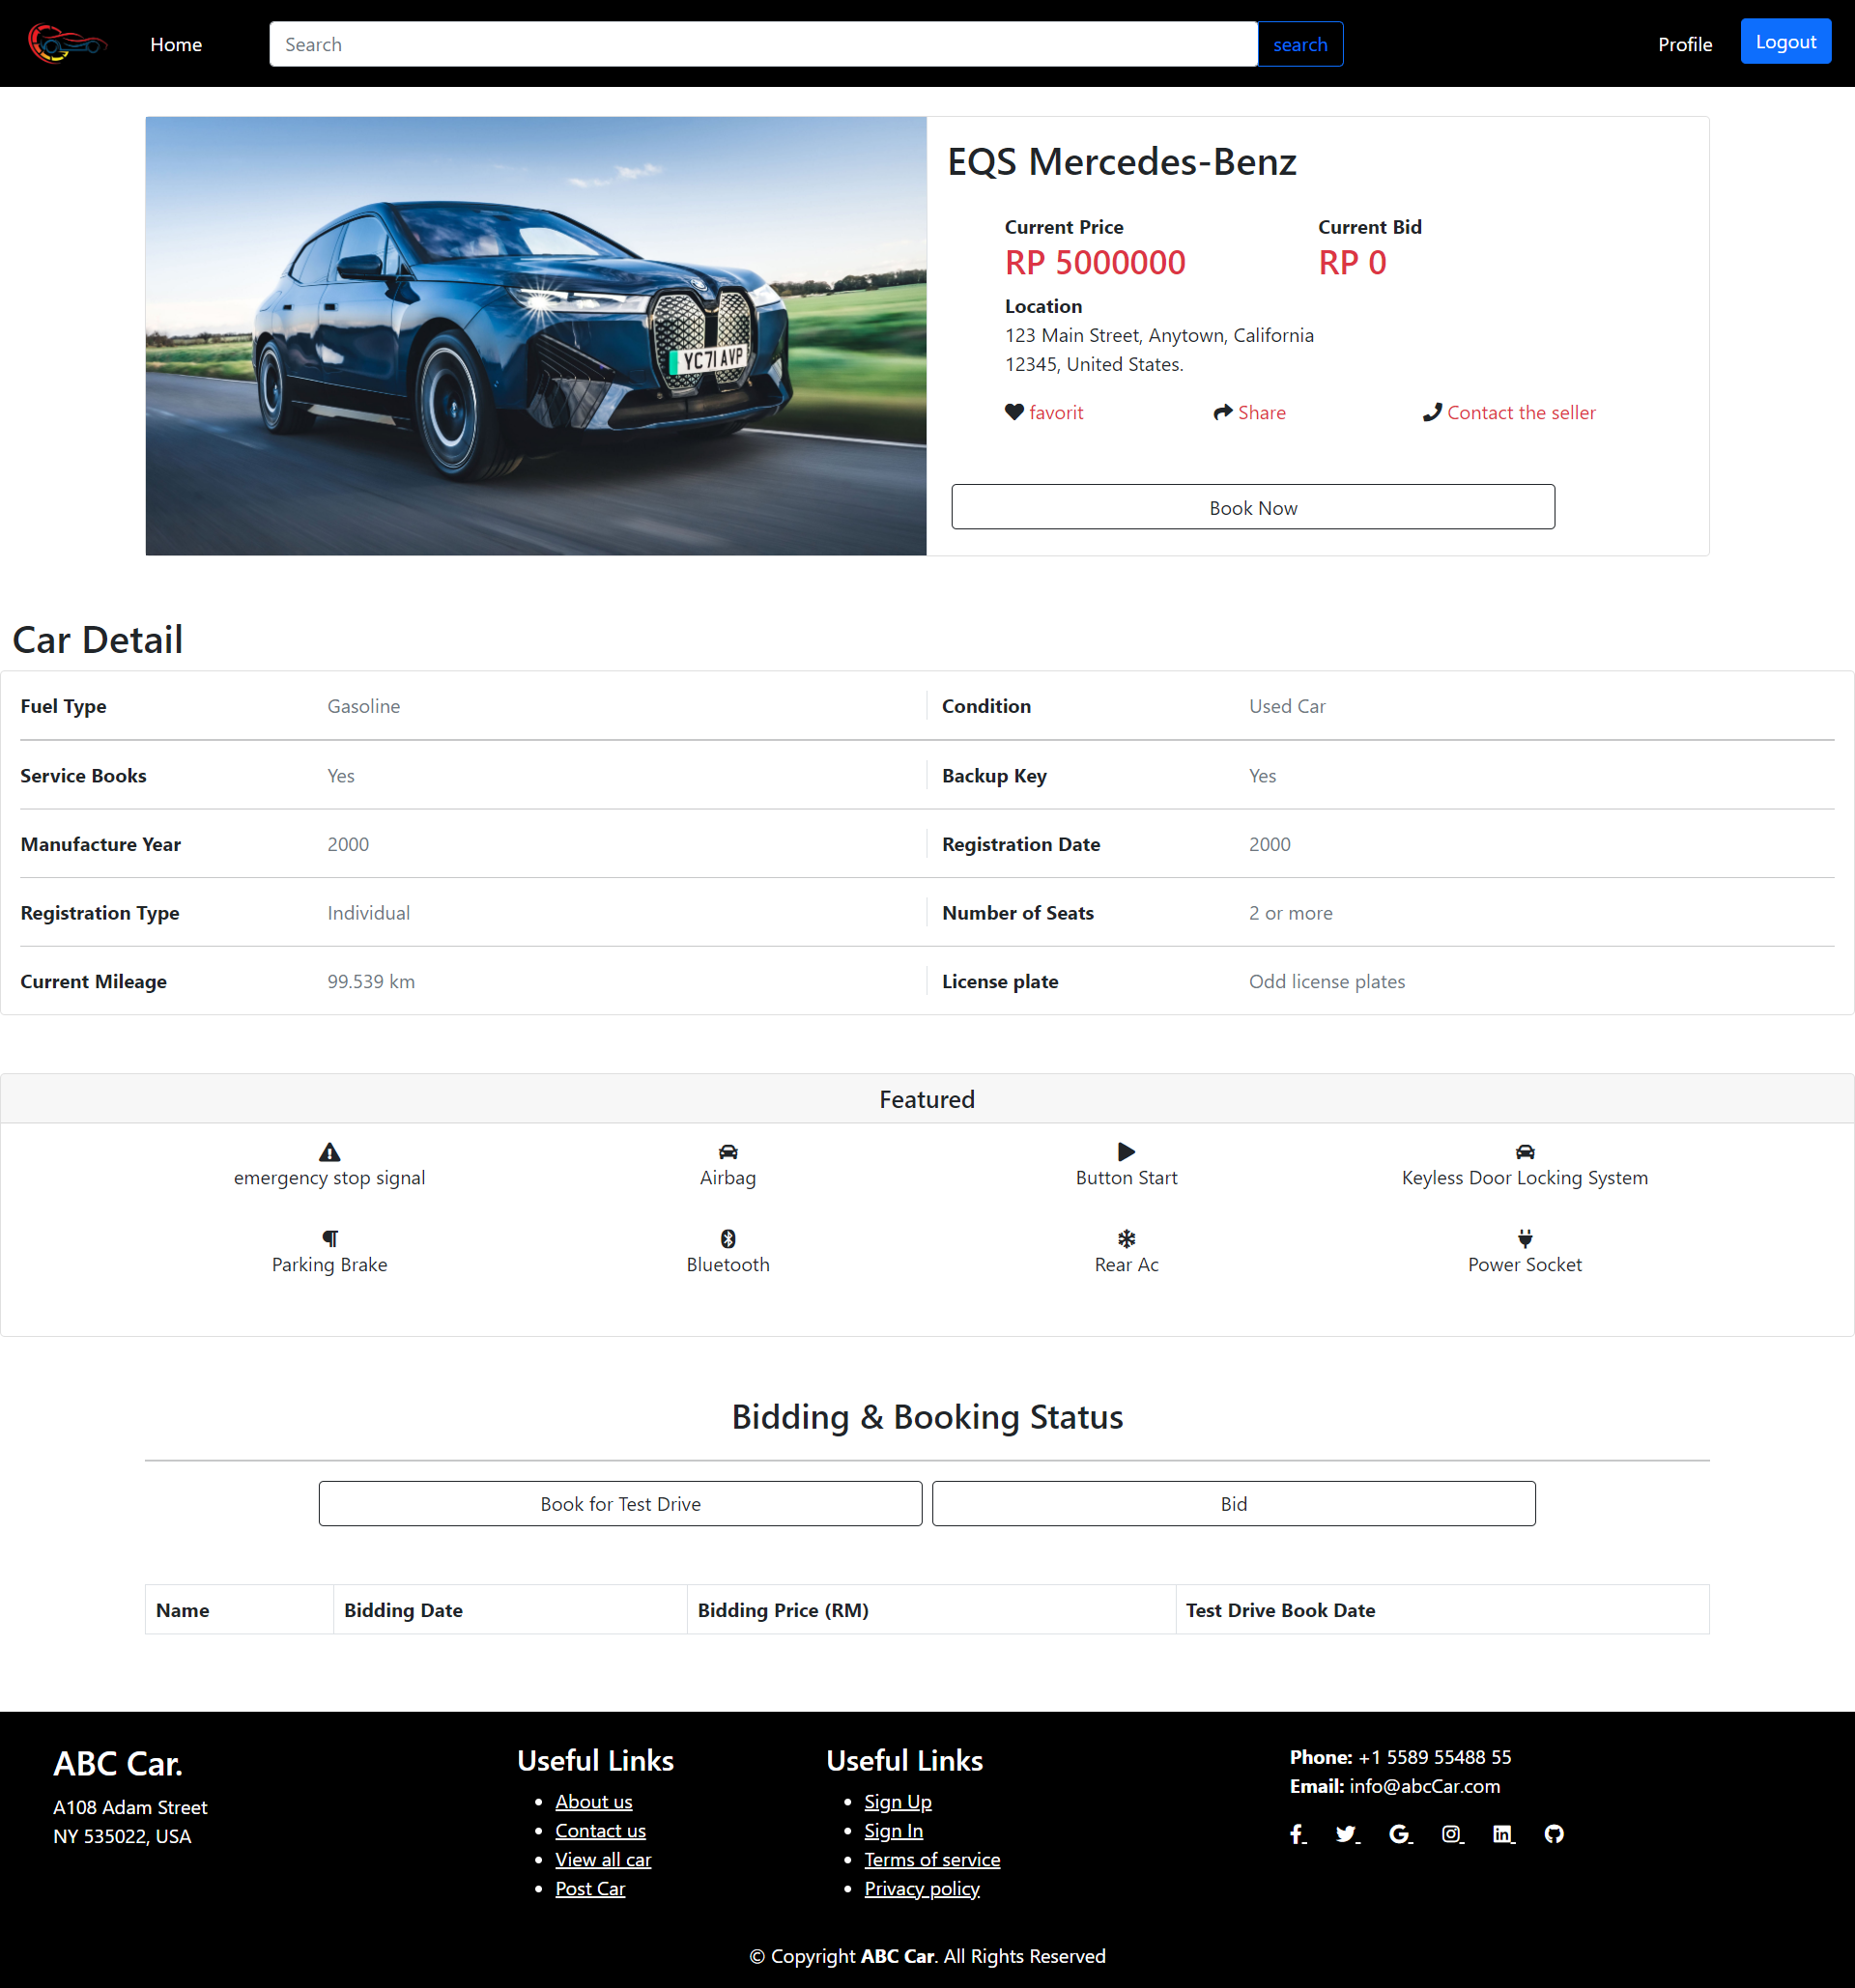 Home
Search
search
Profile
Logout
YC71 AVP
EQS Mercedes-Benz
Current Price
Current Bid
RP 5000000
RP 0
Location
123 Main Street, Anytown, California
12345, United States.
favorit
Share
Contact the seller
Book Now
Car Detail
Fuel Type
Gasoline
Condition
Used Car
Service Books
Yes
Backup Key
Yes
Manufacture Year
2000
Registration Date
2000
Registration Type
Individual
Number of Seats
2 or more
Current Mileage
99.539 km
License plate
Odd license plates
Featured
emergency stop signal
Airbag
Button Start
Keyless Door Locking System
Parking Brake
Bluetooth
Rear Ac
Power Socket
Bidding & Booking Status
Book for Test Drive
Bid
Name
Bidding Date
Bidding Price (RM)
Test Drive Book Date
ABC Car.
A108 Adam Street
NY 535022, USA
Useful Links
About us
Contact us
View all car
Post Car
Useful Links
Sign Up
Sign In
Terms of service
Privacy policy
Phone: +1 5589 55488 55
Email: info@abcCar.com
© Copyright ABC Car. All Rights Reserved